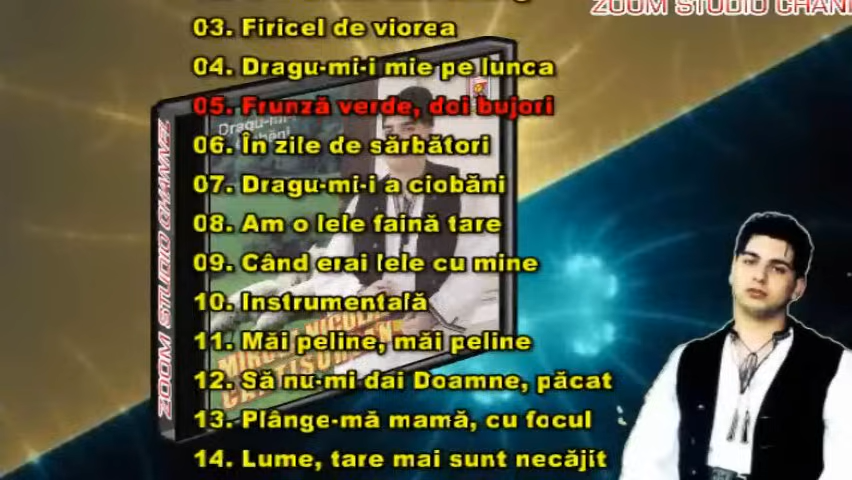 ZOOM STUDIO CHAN
03. Firicel de viorea
04. Dragu-mi-i mie pe lunca
05. Frunză verde, doi bujori
06. În zile de sărbători
07. Dragu-mi-i a ciobăni
08. Am o lele faină tare
09. Când erai lele cu mine
10. Instrumentală
11. Măi peline, măi peline
12. Să nu-mi dai Doamne, păcat
13. Plânge-mă mamă, cu focul
14. Lume, tare mai sunt necăjit
ZOOM STUDIO CHANNEL